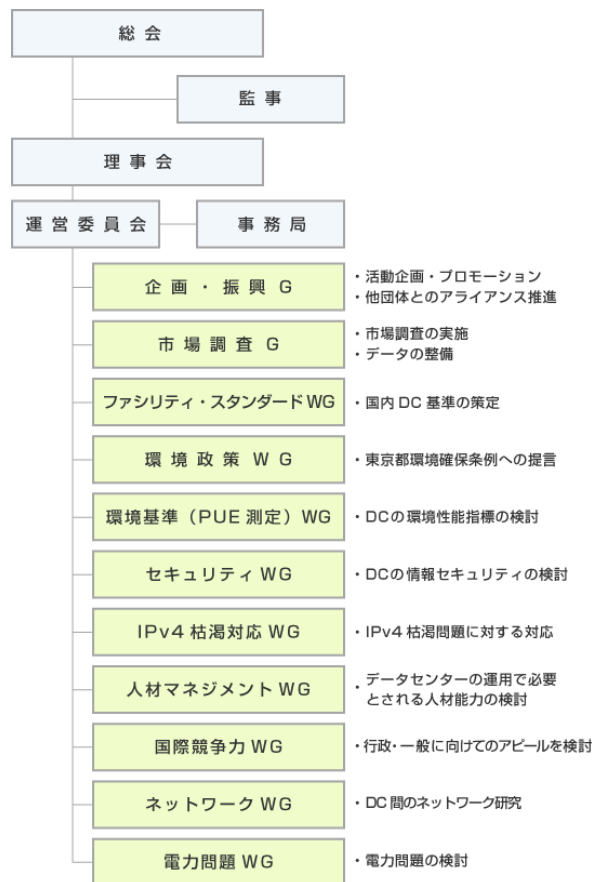 総会
監事
理事会
運営委員会
事務局
企画・振興 G
・活動企画・プロモーション
・他団体とのアライアンス推進
市場調査 G
・市場調査の実施
・データの整備
ファシリティ・スタンダード WG
・国内 DC 基準の策定
環境政策 WG
・東京都環境確保条例への提言
環境基準（PUE 測定）WG
・DCの環境性能指標の検討
セキュリティ WG
・DCの情報セキュリティの検討
IPv4 枯渇対応 WG
・IPv4 枯渇問題に対する対応
人材マネジメント WG
・データセンターの運用で必要
とされる人材能力の検討
国際競争力 WG
・行政・一般に向けてのアピールを検討
ネットワーク WG
・DC 間のネットワーク研究
電力問題 WG
・電力問題の検討